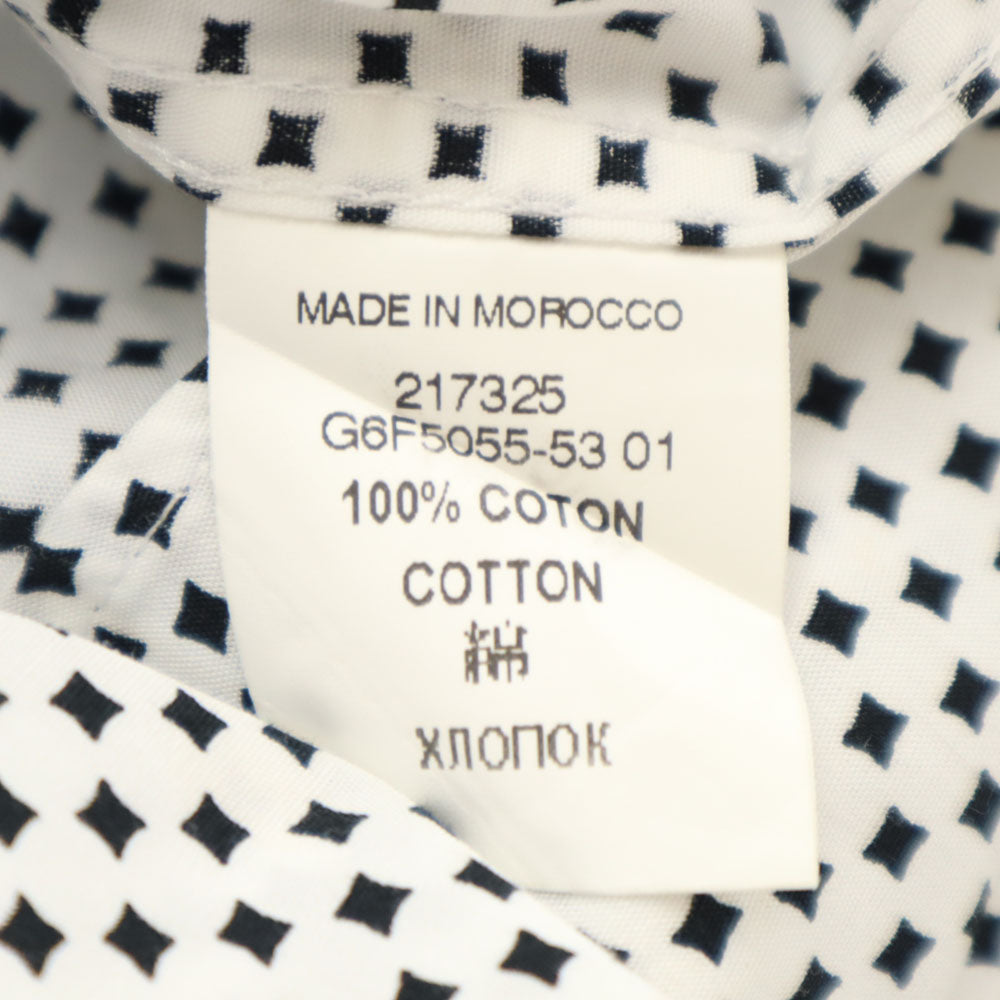 MADE IN MOROCCO
217325
G6F5055-53 01
100% COTON
COTTON
綿
ХЛОПОК